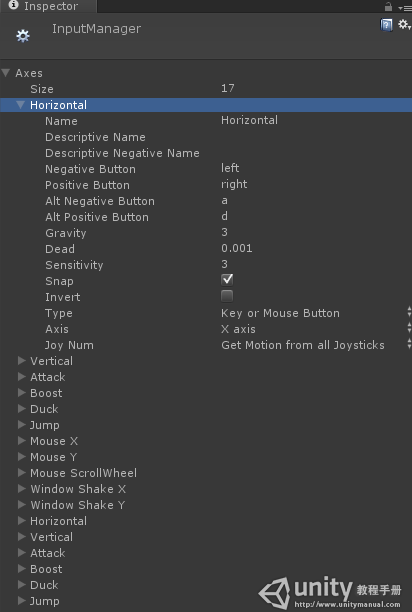 Inspector
InputManager
Axes
Size 17
Horizontal
Name Horizontal
Descriptive Name
Descriptive Negative Name
Negative Button left
Positive Button right
Alt Negative Button a
Alt Positive Button d
Gravity 3
Dead 0.001
Sensitivity 3
Snap
Invert
Type Key or Mouse Button
Axis X axis
Joy Num Get Motion from all Joysticks
Vertical
Attack
Boost
Duck
Jump
Mouse X
Mouse Y
Mouse ScrollWheel
Window Shake X
Window Shake Y
Horizontal
Vertical
Attack
Boost
Duck
Jump
unity 教程手册
http://www.unitymanual.com